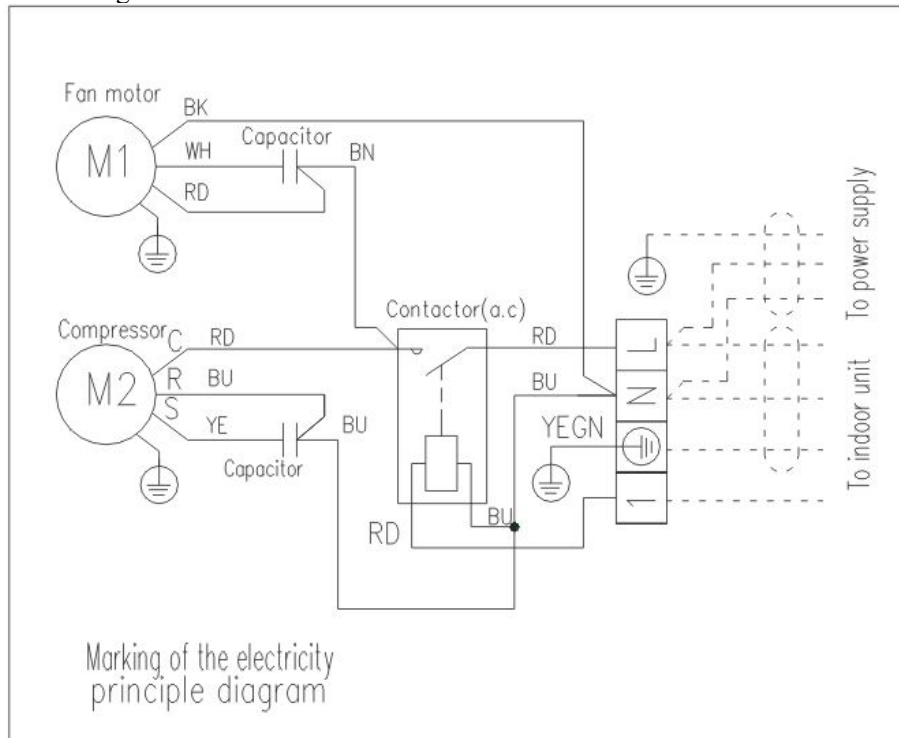 Fan motor
BK
Capacitor
WH
BN
M1
RD
Contactor(a.c)
Compressor
C
RD
RD
L
To power supply
R
BU
M2
BU
N
S
YE
BU
YEGN
Capacitor
To indoor unit
BU
1
RD
Marking of the electricity
principle diagram